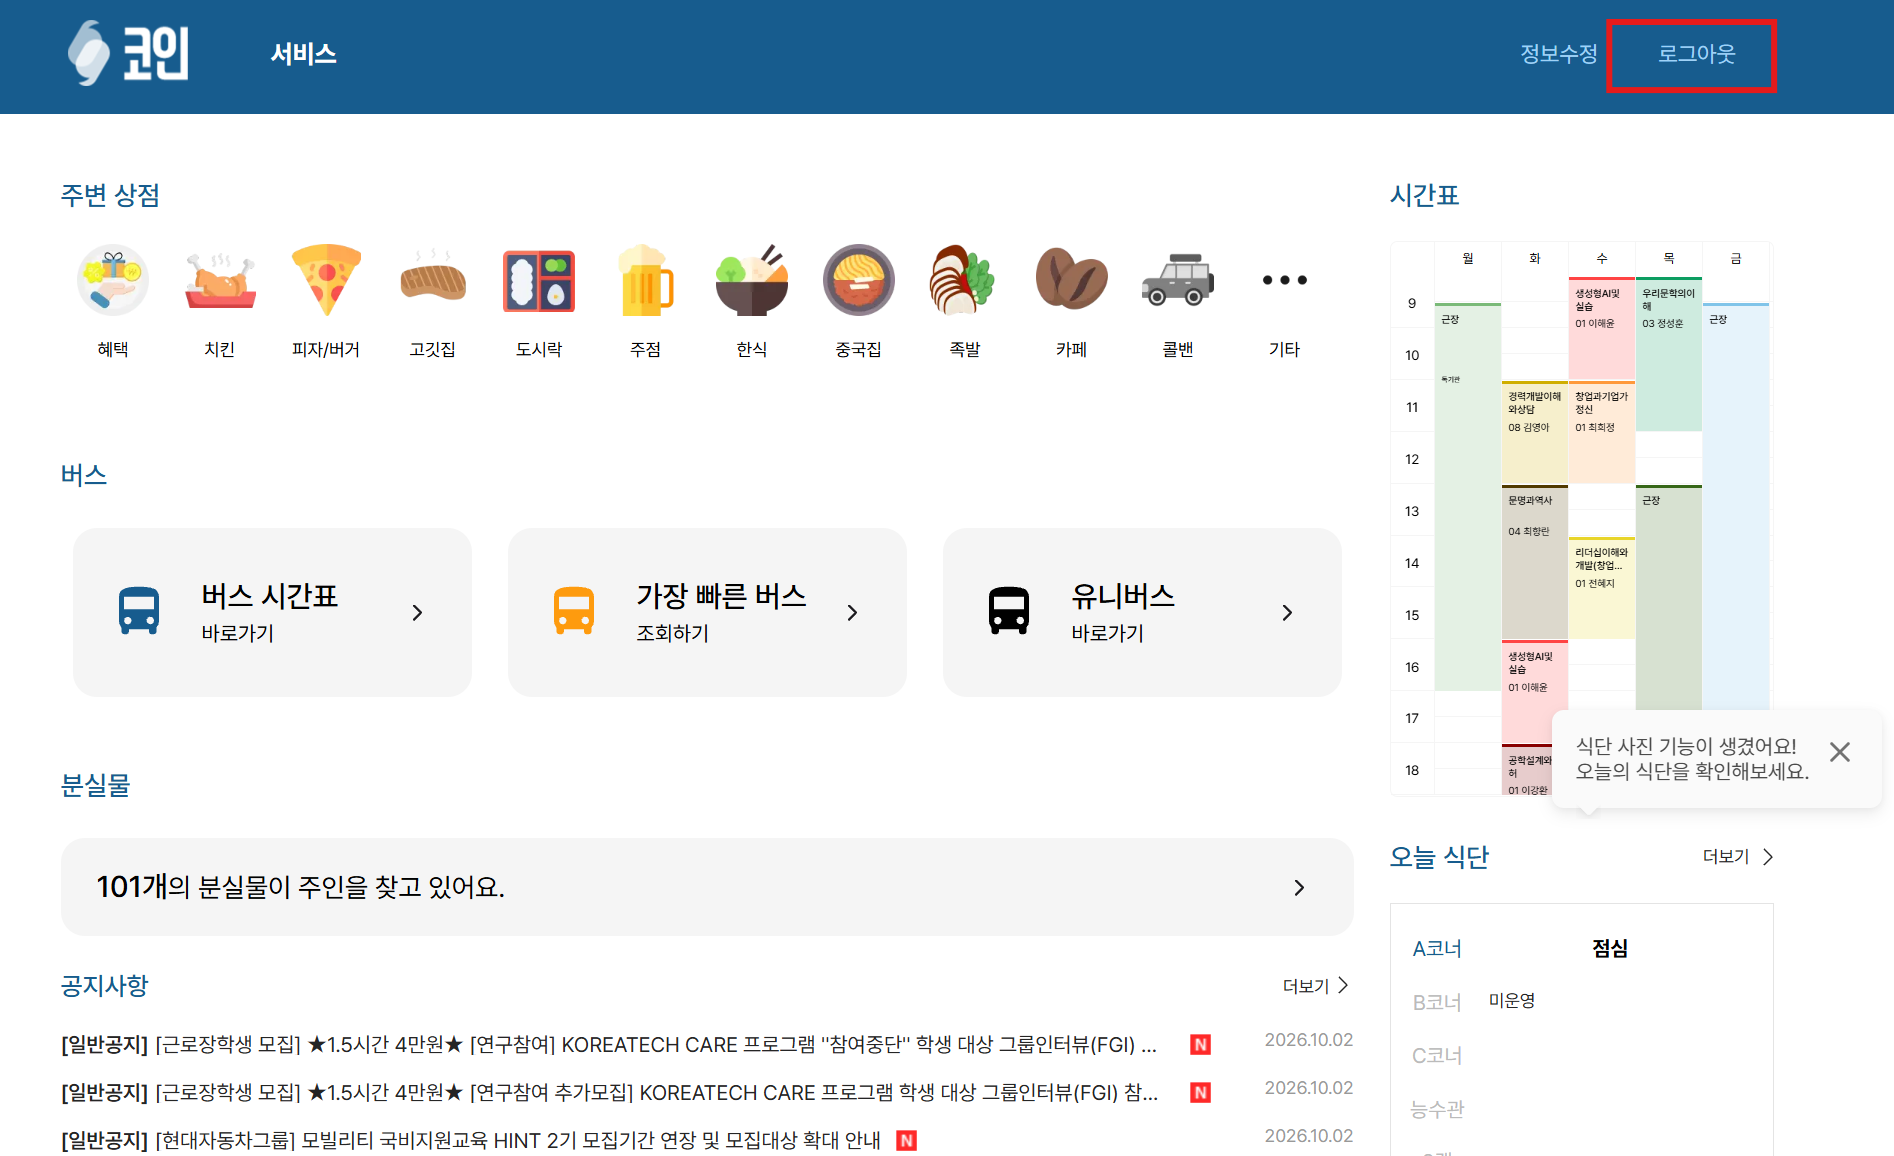 코인
서비스
정보수정
로그아웃
주변 상점
혜택
치킨
피자/버거
고깃집
도시락
주점
한식
중국집
족발
카페
콜밴
기타
버스
버스 시간표
바로가기
가장 빠른 버스
조회하기
유니버스
바로가기
분실물
101개의 분실물이 주인을 찾고 있어요.
공지사항
더보기
[일반공지] [근로장학생 모집] ★1.5시간 4만원★ [연구참여] KOREATECH CARE 프로그램 "참여중단" 학생 대상 그룹인터뷰(FGI) ...
N
2026.10.02
[일반공지] [근로장학생 모집] ★1.5시간 4만원★ [연구참여 추가모집] KOREATECH CARE 프로그램 학생 대상 그룹인터뷰(FGI) 참...
N
2026.10.02
[일반공지] [현대자동차그룹] 모빌리티 국비지원교육 HINT 2기 모집기간 연장 및 모집대상 확대 안내
N
2026.10.02
시간표
월 화 수 목 금
9
10
11
12
13
14
15
16
17
18
근장
독기관
경력개발이해
와상담
08 김영아
문명과역사
04 최향란
생성형AI및
실습
01 이해윤
공학설계와
허
01 이강환
생성형AI및
실습
01 이해윤
창업과기업가
정신
01 최희정
리더십이해와
개발(창업...
01 전혜지
우리문학의이
해
03 정성훈
근장
근장
식단 사진 기능이 생겼어요!
오늘의 식단을 확인해보세요.
오늘 식단
더보기
A코너
점심
B코너
미운영
C코너
능수관